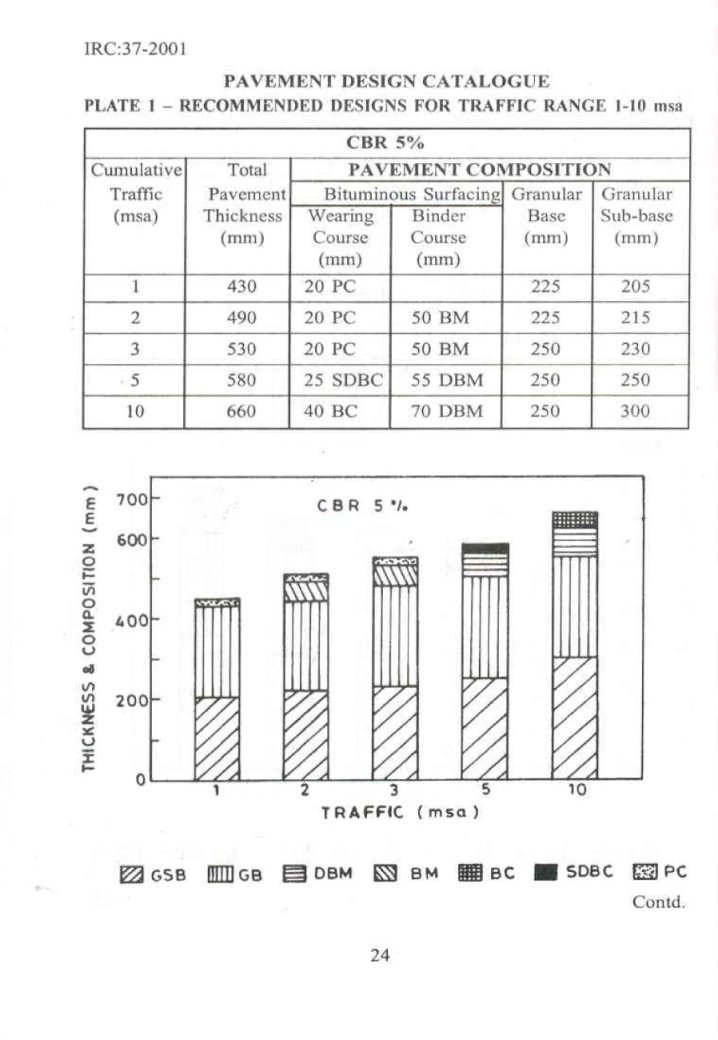 IRC:37-2001
PAVEMENT DESIGN CATALOGUE
PLATE 1 – RECOMMENDED DESIGNS FOR TRAFFIC RANGE 1-10 msa
CBR 5%
Cumulative Traffic (msa) Total Pavement Thickness (mm) PAVEMENT COMPOSITION
Bituminous Surfacing Granular Base (mm) Granular Sub-base (mm)
Wearing Course (mm) Binder Course (mm)
1 430 20 PC 225 205
2 490 20 PC 50 BM 225 215
3 530 20 PC 50 BM 250 230
5 580 25 SDBC 55 DBM 250 250
10 660 40 BC 70 DBM 250 300
CBR 5 %
THICKNESS & COMPOSITION (mm)
700
600
400
200
0
1 2 3 5 10
TRAFFIC (msa)
GSB GB DBM BM BC SDBC PC
Contd.
24